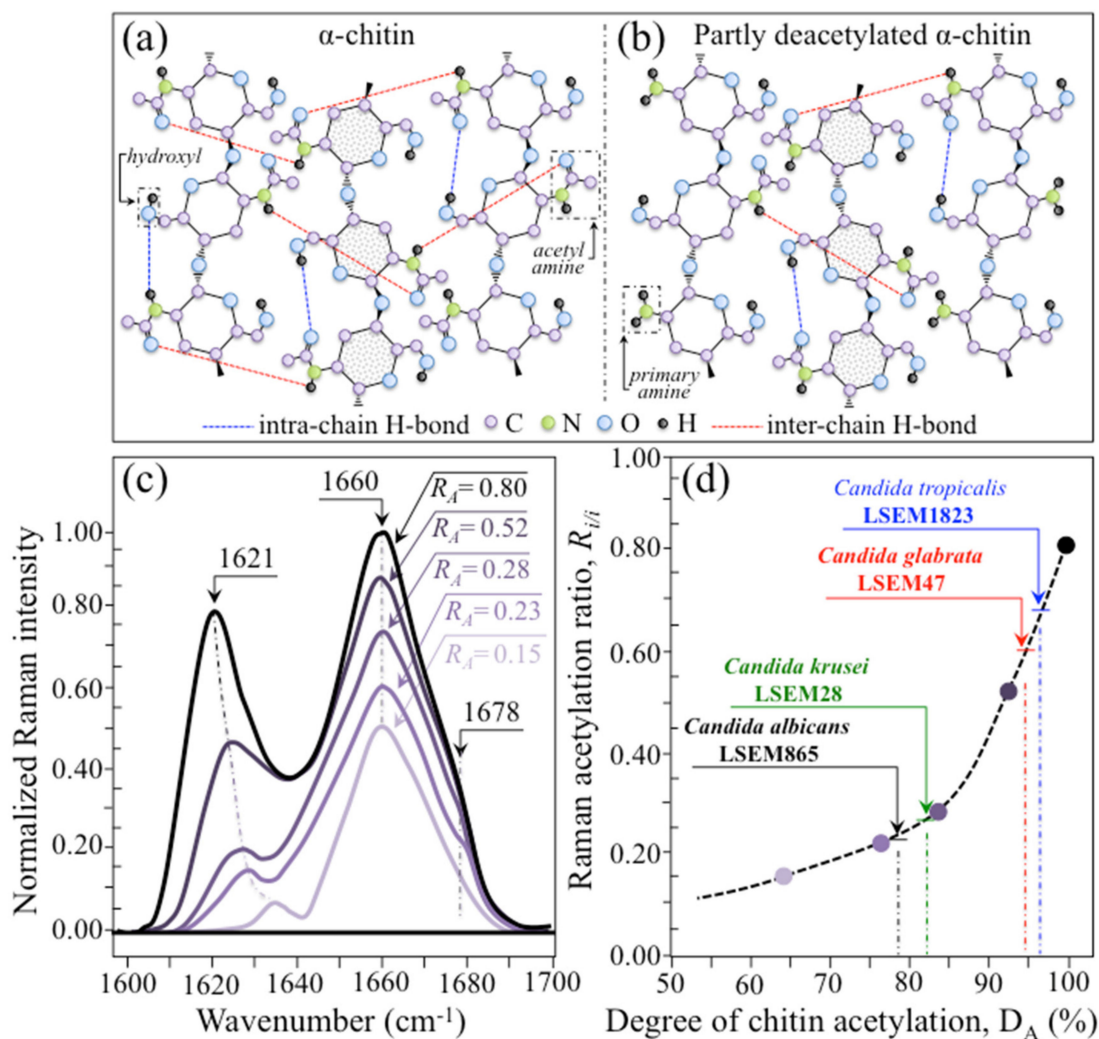 (a)
α-chitin
hydroxyl
acetyl
amine
(b)
Partly deacetylated α-chitin
primary
amine
intra-chain H-bond C N O H inter-chain H-bond
(c)
1660
1621
1678
R_A= 0.80
R_A= 0.52
R_A= 0.28
R_A= 0.23
R_A= 0.15
Normalized Raman intensity
1.00
0.80
0.60
0.40
0.20
0.00
1600 1620 1640 1660 1680 1700
Wavenumber (cm⁻¹)
(d)
Candida tropicalis
LSEM1823
Candida glabrata
LSEM47
Candida krusei
LSEM28
Candida albicans
LSEM865
Raman acetylation ratio, R_i/i
1.00
0.80
0.60
0.40
0.20
0.00
50 60 70 80 90 100
Degree of chitin acetylation, D_A (%)